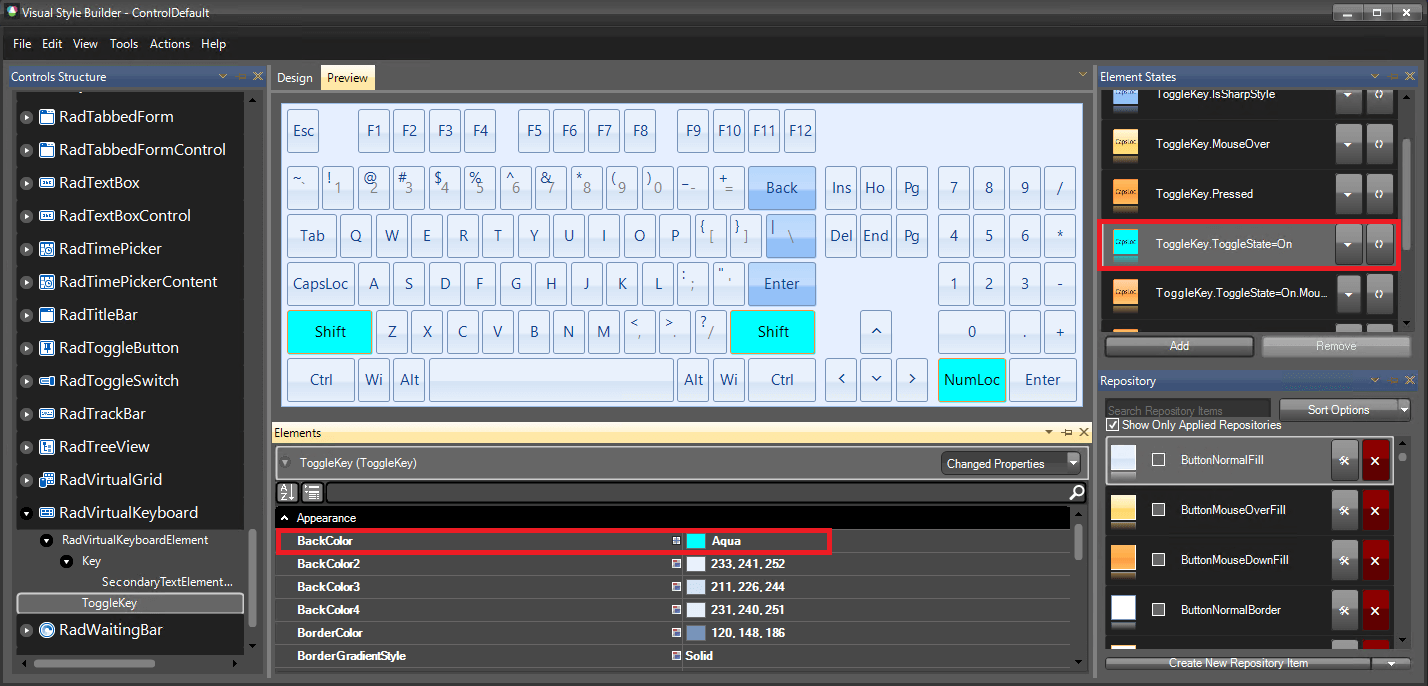 Visual Style Builder - ControlDefault
File Edit View Tools Actions Help
Controls Structure
RadTabbedForm
RadTabbedFormControl
RadTextBox
RadTextBoxControl
RadTimePicker
RadTimePickerContent
RadTitleBar
RadToggleButton
RadToggleSwitch
RadTrackBar
RadTreeView
RadVirtualGrid
RadVirtualKeyboard
RadVirtualKeyboardElement
Key
SecondaryTextElement...
ToggleKey
RadWaitingBar
Design Preview
Esc F1 F2 F3 F4 F5 F6 F7 F8 F9 F10 F11 F12
~ ` ! 1 @ 2 # 3 $ 4 % 5 ^ 6 & 7 * 8 ( 9 ) 0 _ - + = Back Ins Ho Pg 7 8 9 /
Tab Q W E R T Y U I O P { [ } ] | \ Del End Pg 4 5 6 *
CapsLoc A S D F G H J K L : ; " ' Enter 1 2 3 -
Shift Z X C V B N M < , > . ? / Shift ^ 0 . +
Ctrl Wi Alt Alt Wi Ctrl NumLoc Enter
Elements
ToggleKey (ToggleKey) Changed Properties
Appearance
BackColor Aqua
BackColor2 233, 241, 252
BackColor3 211, 226, 244
BackColor4 231, 240, 251
BorderColor 120, 148, 186
BorderGradientStyle Solid
Element States
ToggleKey.IsSharpStyle
CapsLoc ToggleKey.MouseOver
CapsLoc ToggleKey.Pressed
CapsLoc ToggleKey.ToggleState=On
CapsLoc ToggleKey.ToggleState=On.Mou...
Add Remove
Repository
Search Repository Items Sort Options
Show Only Applied Repositories
ButtonNormalFill
ButtonMouseOverFill
ButtonMouseDownFill
ButtonNormalBorder
Create New Repository Item